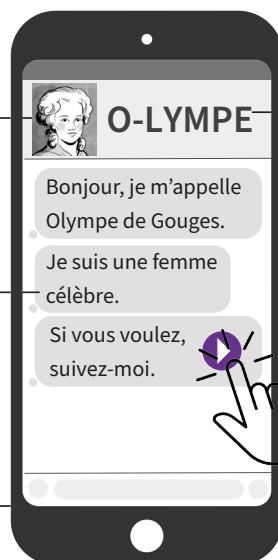 O-LYMPE
Bonjour, je m’appelle
Olympe de Gouges.
Je suis une femme
célèbre.
Si vous voulez,
suivez-moi.